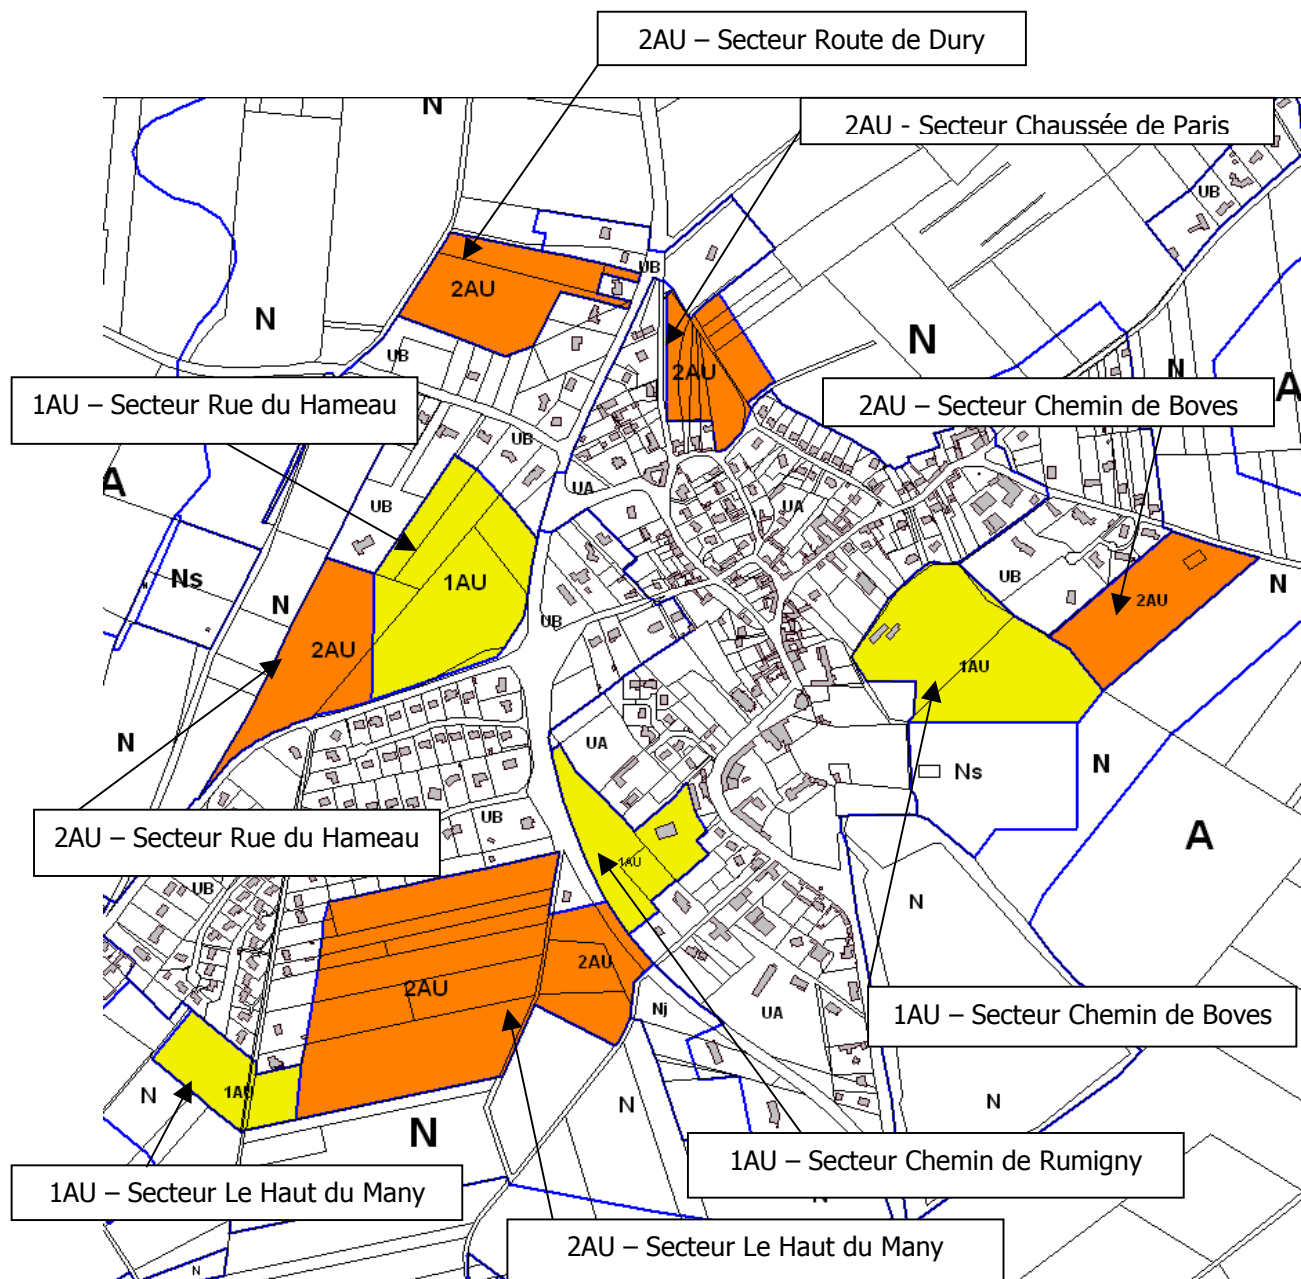 2AU – Secteur Route de Dury
N
2AU - Secteur Chaussée de Paris
UB
UB
2AU
N
N
UB
2AU
N
A
1AU – Secteur Rue du Hameau
2AU – Secteur Chemin de Boves
UB
A
UA
UB
UA
1AU
Ns
UB
N
N
2AU
UB
2AU
1AU
N
UA
N
Ns
UB
2AU – Secteur Rue du Hameau
A
1AU
UB
N
2AU
2AU
Nj
UA
1AU – Secteur Chemin de Boves
1AU
N
N
N
N
1AU – Secteur Chemin de Rumigny
1AU – Secteur Le Haut du Many
N
2AU – Secteur Le Haut du Many
N